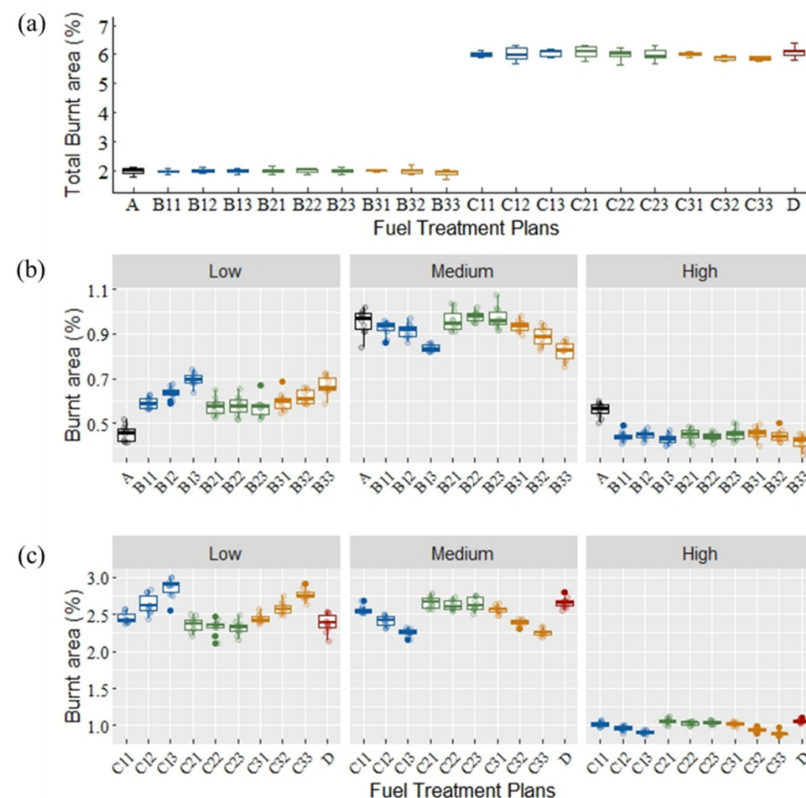 (a)
Total Burnt area (%)
7
6
5
4
3
2
A B11 B12 B13 B21 B22 B23 B31 B32 B33 C11 C12 C13 C21 C22 C23 C31 C32 C33 D
Fuel Treatment Plans
(b)
Low Medium High
Burnt area (%)
1.1
0.9
0.7
0.5
A B11 B12 B13 B21 B22 B23 B31 B32 B33 A B11 B12 B13 B21 B22 B23 B31 B32 B33 A B11 B12 B13 B21 B22 B23 B31 B32 B33
(c)
Low Medium High
Burnt area (%)
3.0
2.5
2.0
1.5
1.0
C11 C12 C13 C21 C22 C23 C31 C32 C33 D C11 C12 C13 C21 C22 C23 C31 C32 C33 D C11 C12 C13 C21 C22 C23 C31 C32 C33 D
Fuel Treatment Plans